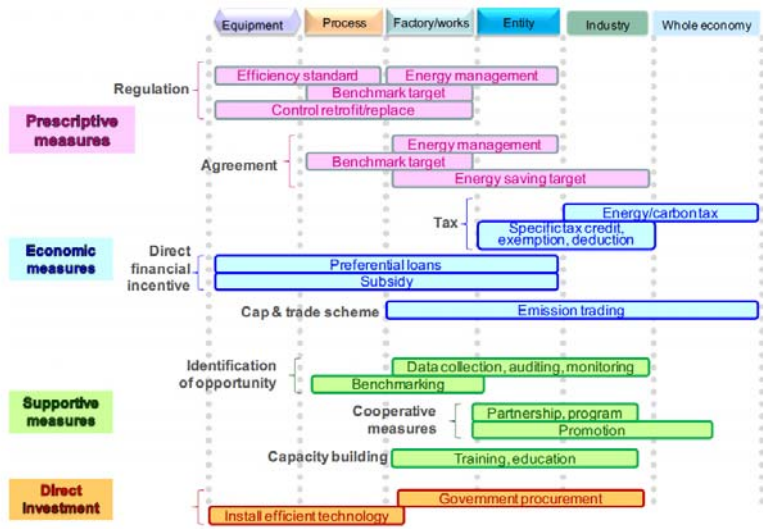 Equipment
Process
Factory/works
Entity
Industry
Whole economy
Regulation
Efficiency standard
Energy management
Benchmark target
Control retrofit/replace
Prescriptive
measures
Agreement
Energy management
Benchmark target
Energy saving target
Tax
Energy/carbon tax
Specific tax credit,
exemption, deduction
Economic
measures
Direct
financial
incentive
Preferential loans
Subsidy
Cap & trade scheme
Emission trading
Identification
of opportunity
Data collection, auditing, monitoring
Benchmarking
Supportive
measures
Cooperative
measures
Partnership, program
Promotion
Capacity building
Training, education
Direct
investment
Government procurement
Install efficient technology